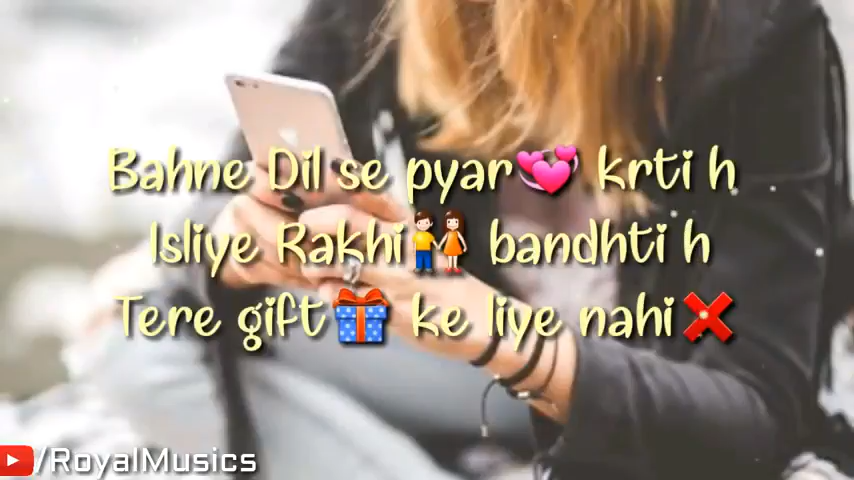 Bahne Dil se pyar💞 krti h
Isliye Rakhi👫 bandhti h
Tere gift🎁 ke liye nahi❌
/RoyalMusics